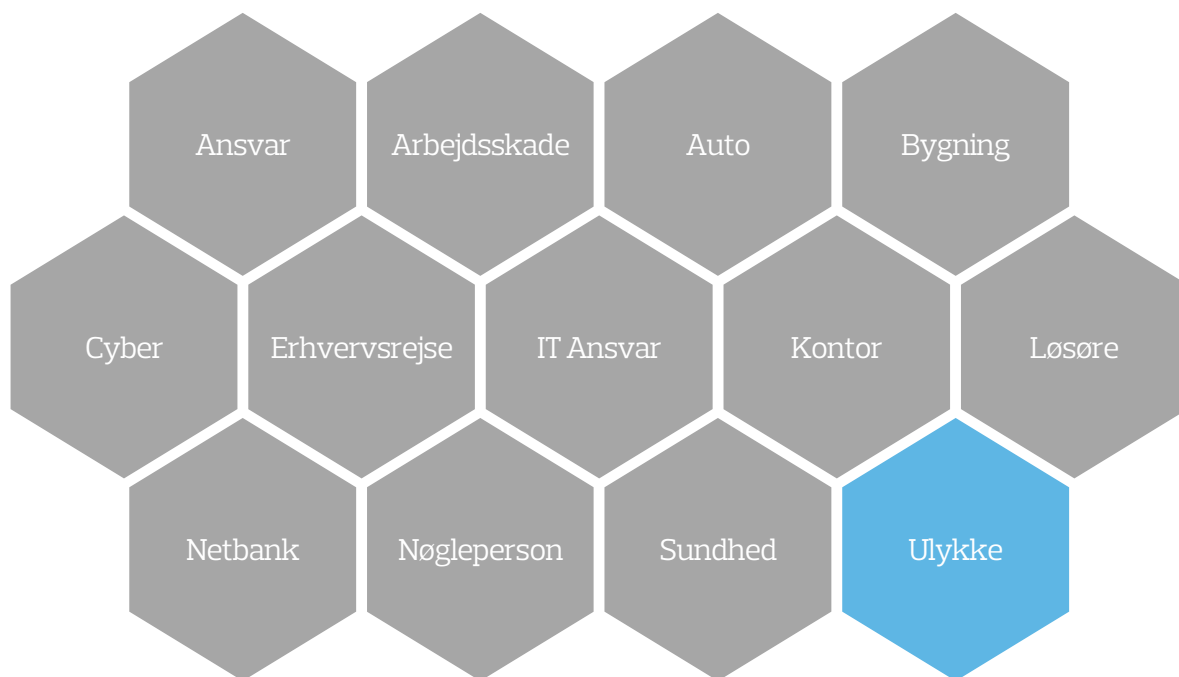 Ansvar
Arbejdsskade
Auto
Bygning
Cyber
Erhvervsrejse
IT Ansvar
Kontor
Løsøre
Netbank
Nøgleperson
Sundhed
Ulykke